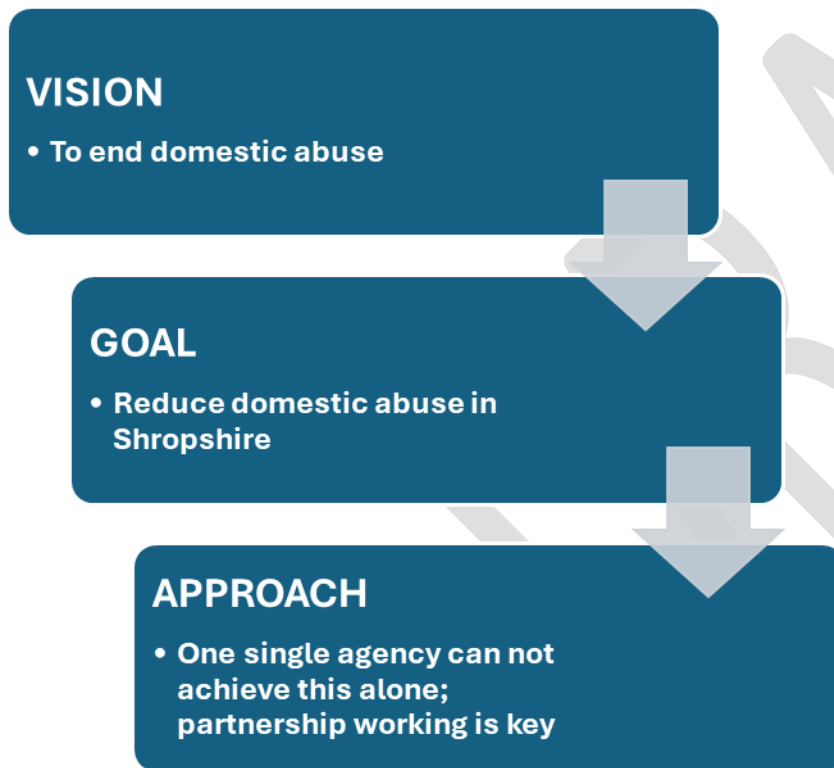 VISION
• To end domestic abuse
GOAL
• Reduce domestic abuse in
Shropshire
APPROACH
• One single agency can not
achieve this alone;
partnership working is key